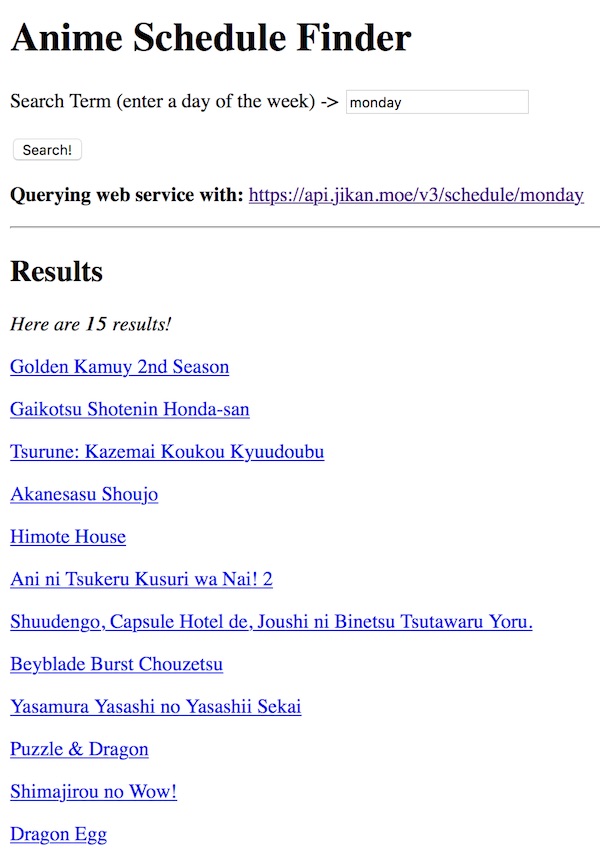 Anime Schedule Finder
Search Term (enter a day of the week) -> monday
Search!
Querying web service with: https://api.jikan.moe/v3/schedule/monday
Results
Here are 15 results!
Golden Kamuy 2nd Season
Gaikotsu Shotenin Honda-san
Tsurune: Kazemai Koukou Kyuudoubu
Akanesasu Shoujo
Himote House
Ani ni Tsukeru Kusuri wa Nai! 2
Shuudengo, Capsule Hotel de, Joushi ni Binetsu Tsutawaru Yoru.
Beyblade Burst Chouzetsu
Yasamura Yasashi no Yasashii Sekai
Puzzle & Dragon
Shimajirou no Wow!
Dragon Egg